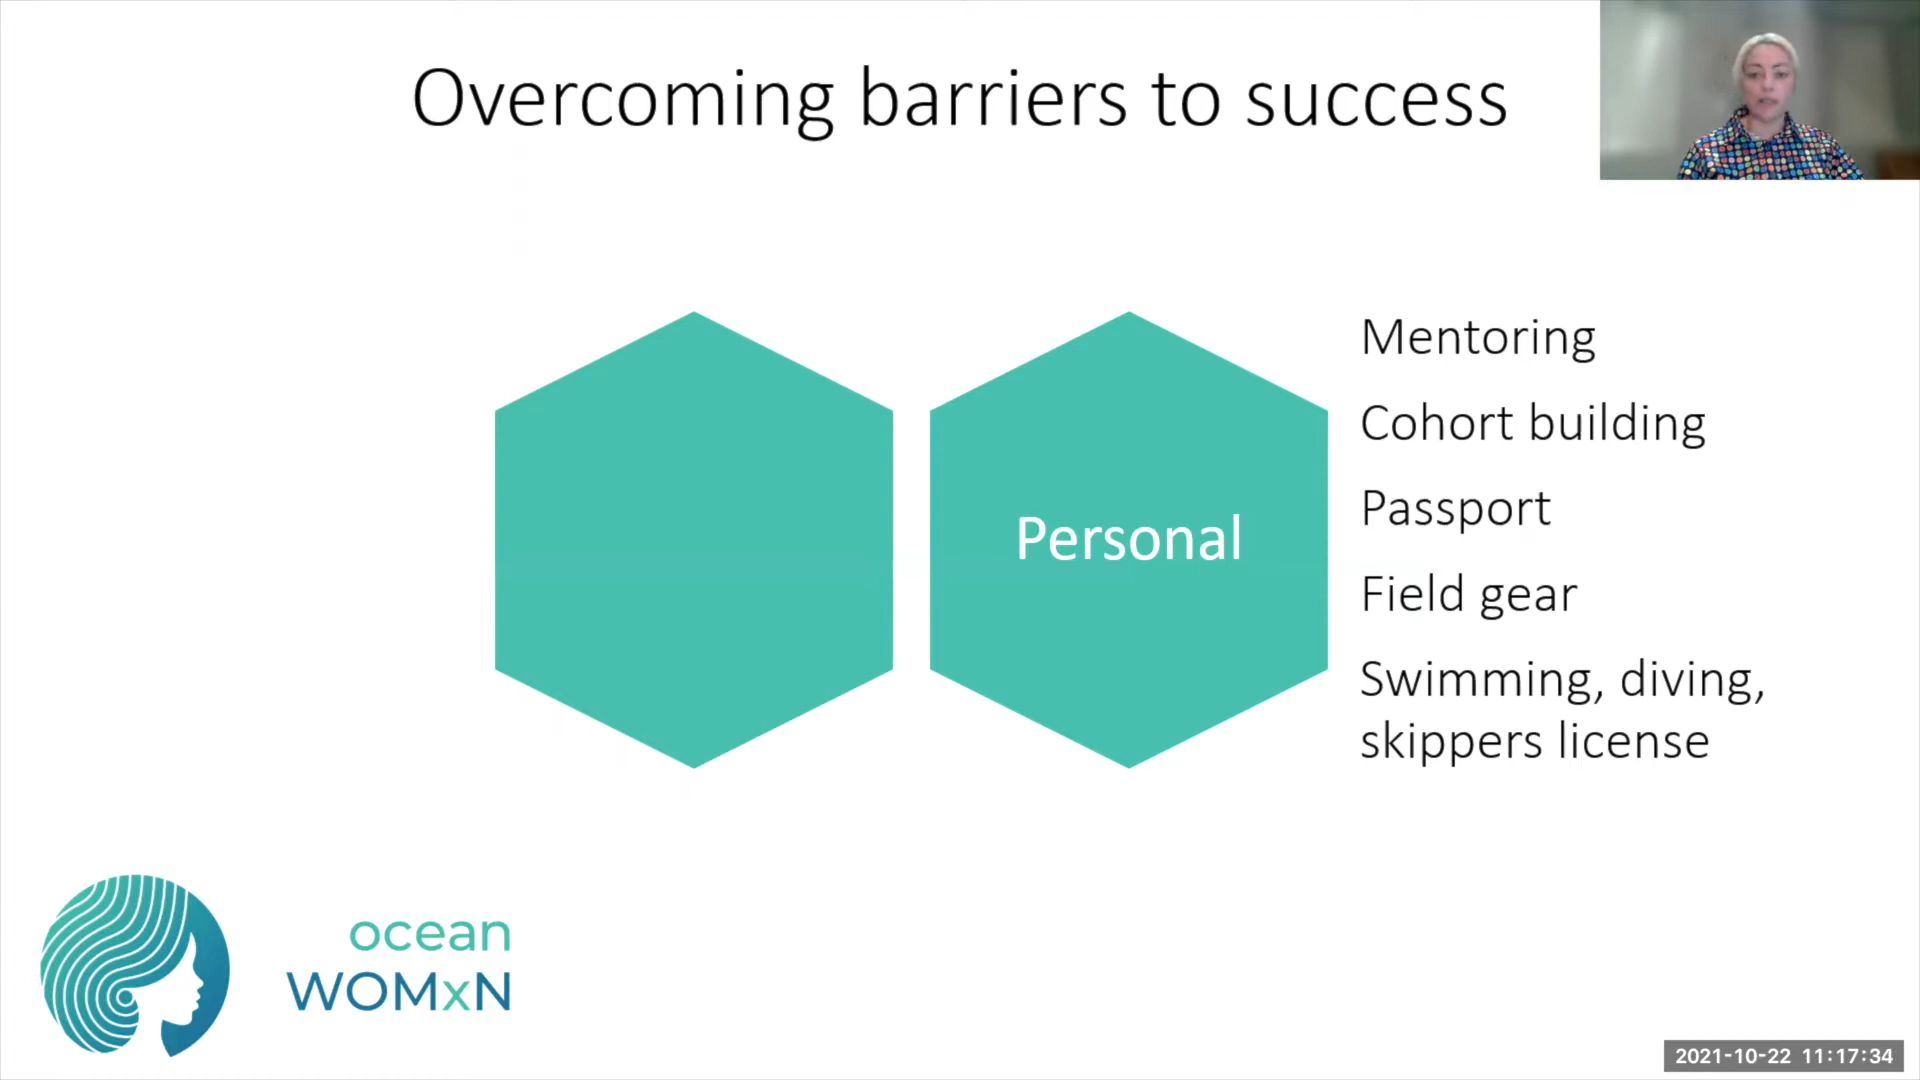 Overcoming barriers to success
Personal
Mentoring
Cohort building
Passport
Field gear
Swimming, diving,
skippers license
ocean
WOMxN
2021-10-22 11:17:34